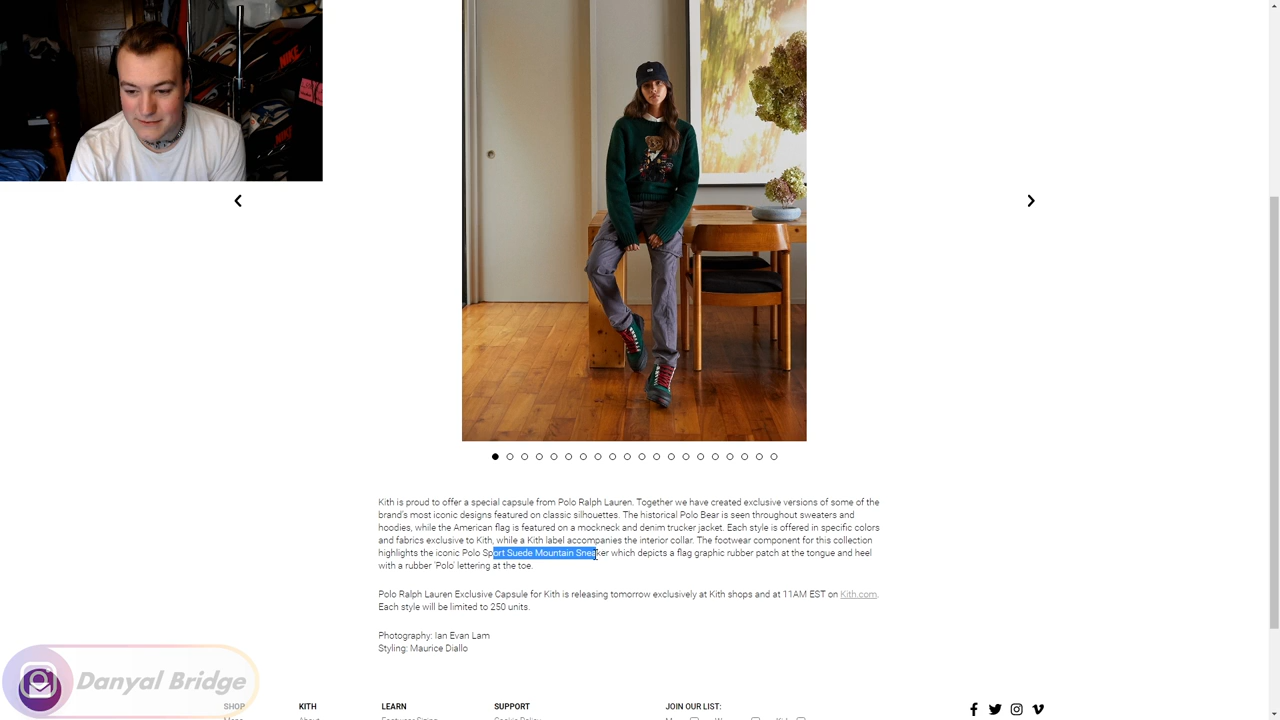 NIKE
NIKE
Kith is proud to offer a special capsule from Polo Ralph Lauren. Together we have created exclusive versions of some of the
brand's most iconic designs featured on classic silhouettes. The historical Polo Bear is seen throughout sweaters and
hoodies, while the American flag is featured on a mockneck and denim trucker jacket. Each style is offered in specific colors
and fabrics exclusive to Kith, while a Kith label accompanies the interior collar. The footwear component for this collection
highlights the iconic Polo Sport Suede Mountain Sneaker which depicts a flag graphic rubber patch at the tongue and heel
with a rubber 'Polo' lettering at the toe.
Polo Ralph Lauren Exclusive Capsule for Kith is releasing tomorrow exclusively at Kith shops and at 11AM EST on Kith.com.
Each style will be limited to 250 units.
Photography: Ian Evan Lam
Styling: Maurice Diallo
Danyal Bridge
SHOP KITH LEARN SUPPORT JOIN OUR LIST: